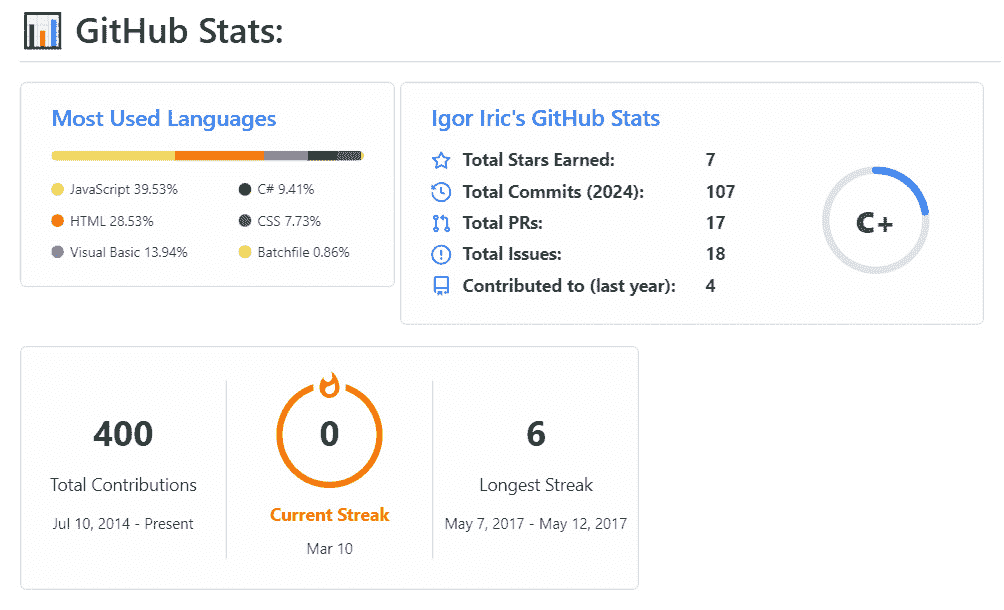 GitHub Stats:
Most Used Languages
JavaScript 39.53%
C# 9.41%
HTML 28.53%
CSS 7.73%
Visual Basic 13.94%
Batchfile 0.86%
Igor Iric's GitHub Stats
Total Stars Earned: 7
Total Commits (2024): 107
Total PRs: 17
Total Issues: 18
Contributed to (last year): 4
C+
400
Total Contributions
Jul 10, 2014 - Present
0
Current Streak
Mar 10
6
Longest Streak
May 7, 2017 - May 12, 2017